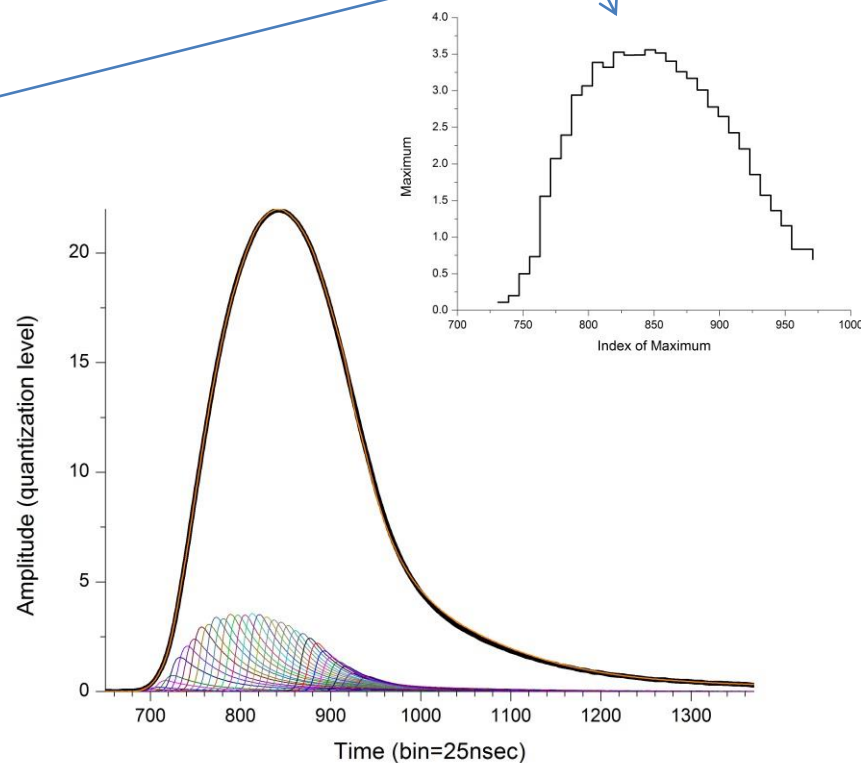 4.0
3.5
3.0
2.5
2.0
1.5
1.0
0.5
0.0
Maximum
700 750 800 850 900 950 1000
Index of Maximum
20
15
10
5
0
Amplitude (quantization level)
700 800 900 1000 1100 1200 1300
Time (bin=25nsec)